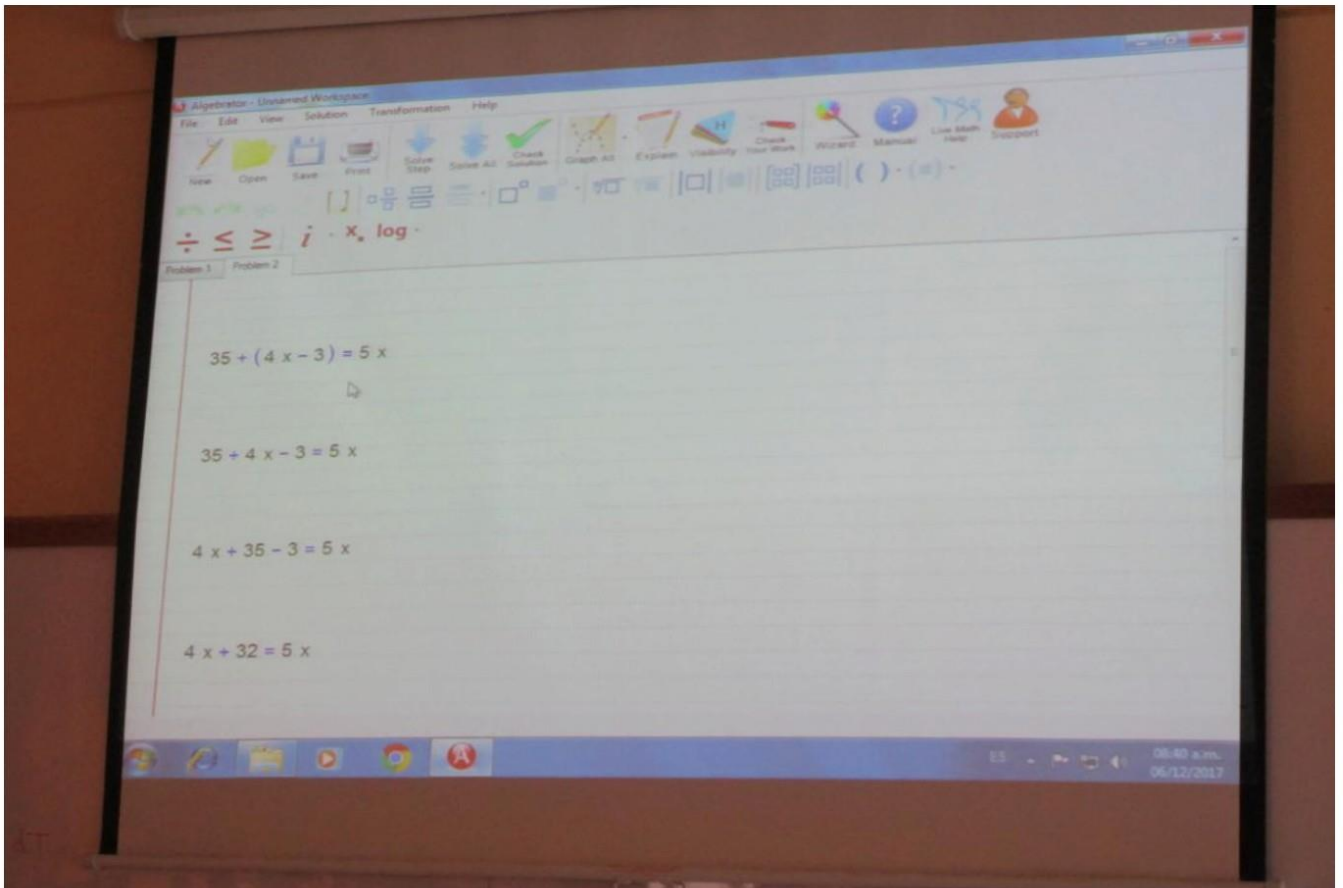 Algebrator - Unnamed Workspace
File Edit View Solution Transformation Help
New Open Save Print Solve Step Solve All Check Solution Graph All Explain Visibility Check Your Work Wizard Manual Live Math Help Support
÷ ≤ ≥ i x log
Problem 1 Problem 2
35 + (4 x – 3) = 5 x
35 + 4 x – 3 = 5 x
4 x + 35 – 3 = 5 x
4 x + 32 = 5 x
ES 08:40 a.m.
06/12/2017